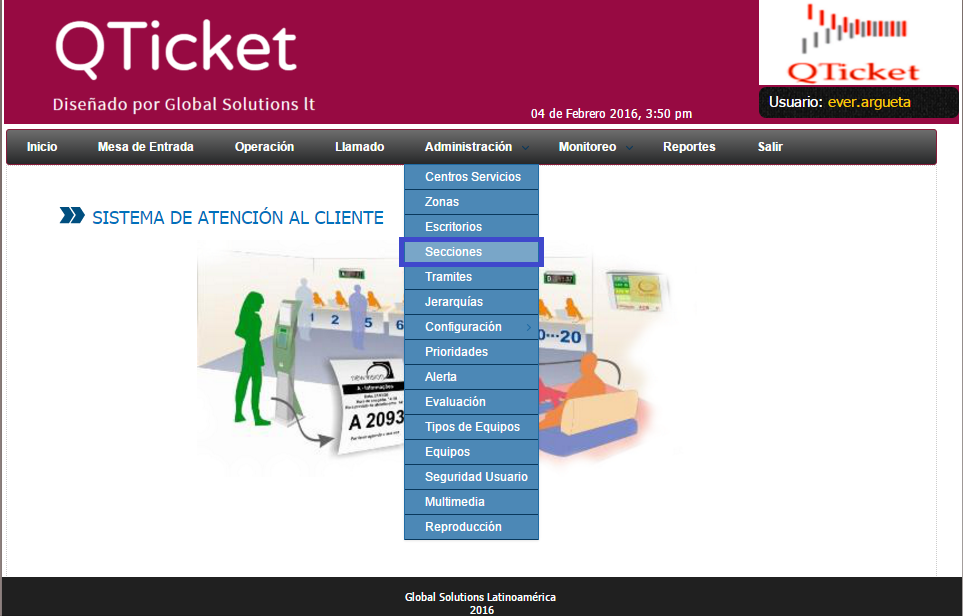 QTicket
Diseñado por Global Solutions lt
04 de Febrero 2016, 3:50 pm
QTicket
Usuario: ever.argueta
Inicio Mesa de Entrada Operación Llamado Administración Monitoreo Reportes Salir
SISTEMA DE ATENCIÓN AL CLIENTE
Centros Servicios
Zonas
Escritorios
Secciones
Tramites
Jerarquías
Configuración
Prioridades
Alerta
Evaluación
Tipos de Equipos
Equipos
Seguridad Usuario
Multimedia
Reproducción
1 2 5 6
0...20
A - Informações
A 2093
Global Solutions Latinoamérica
2016